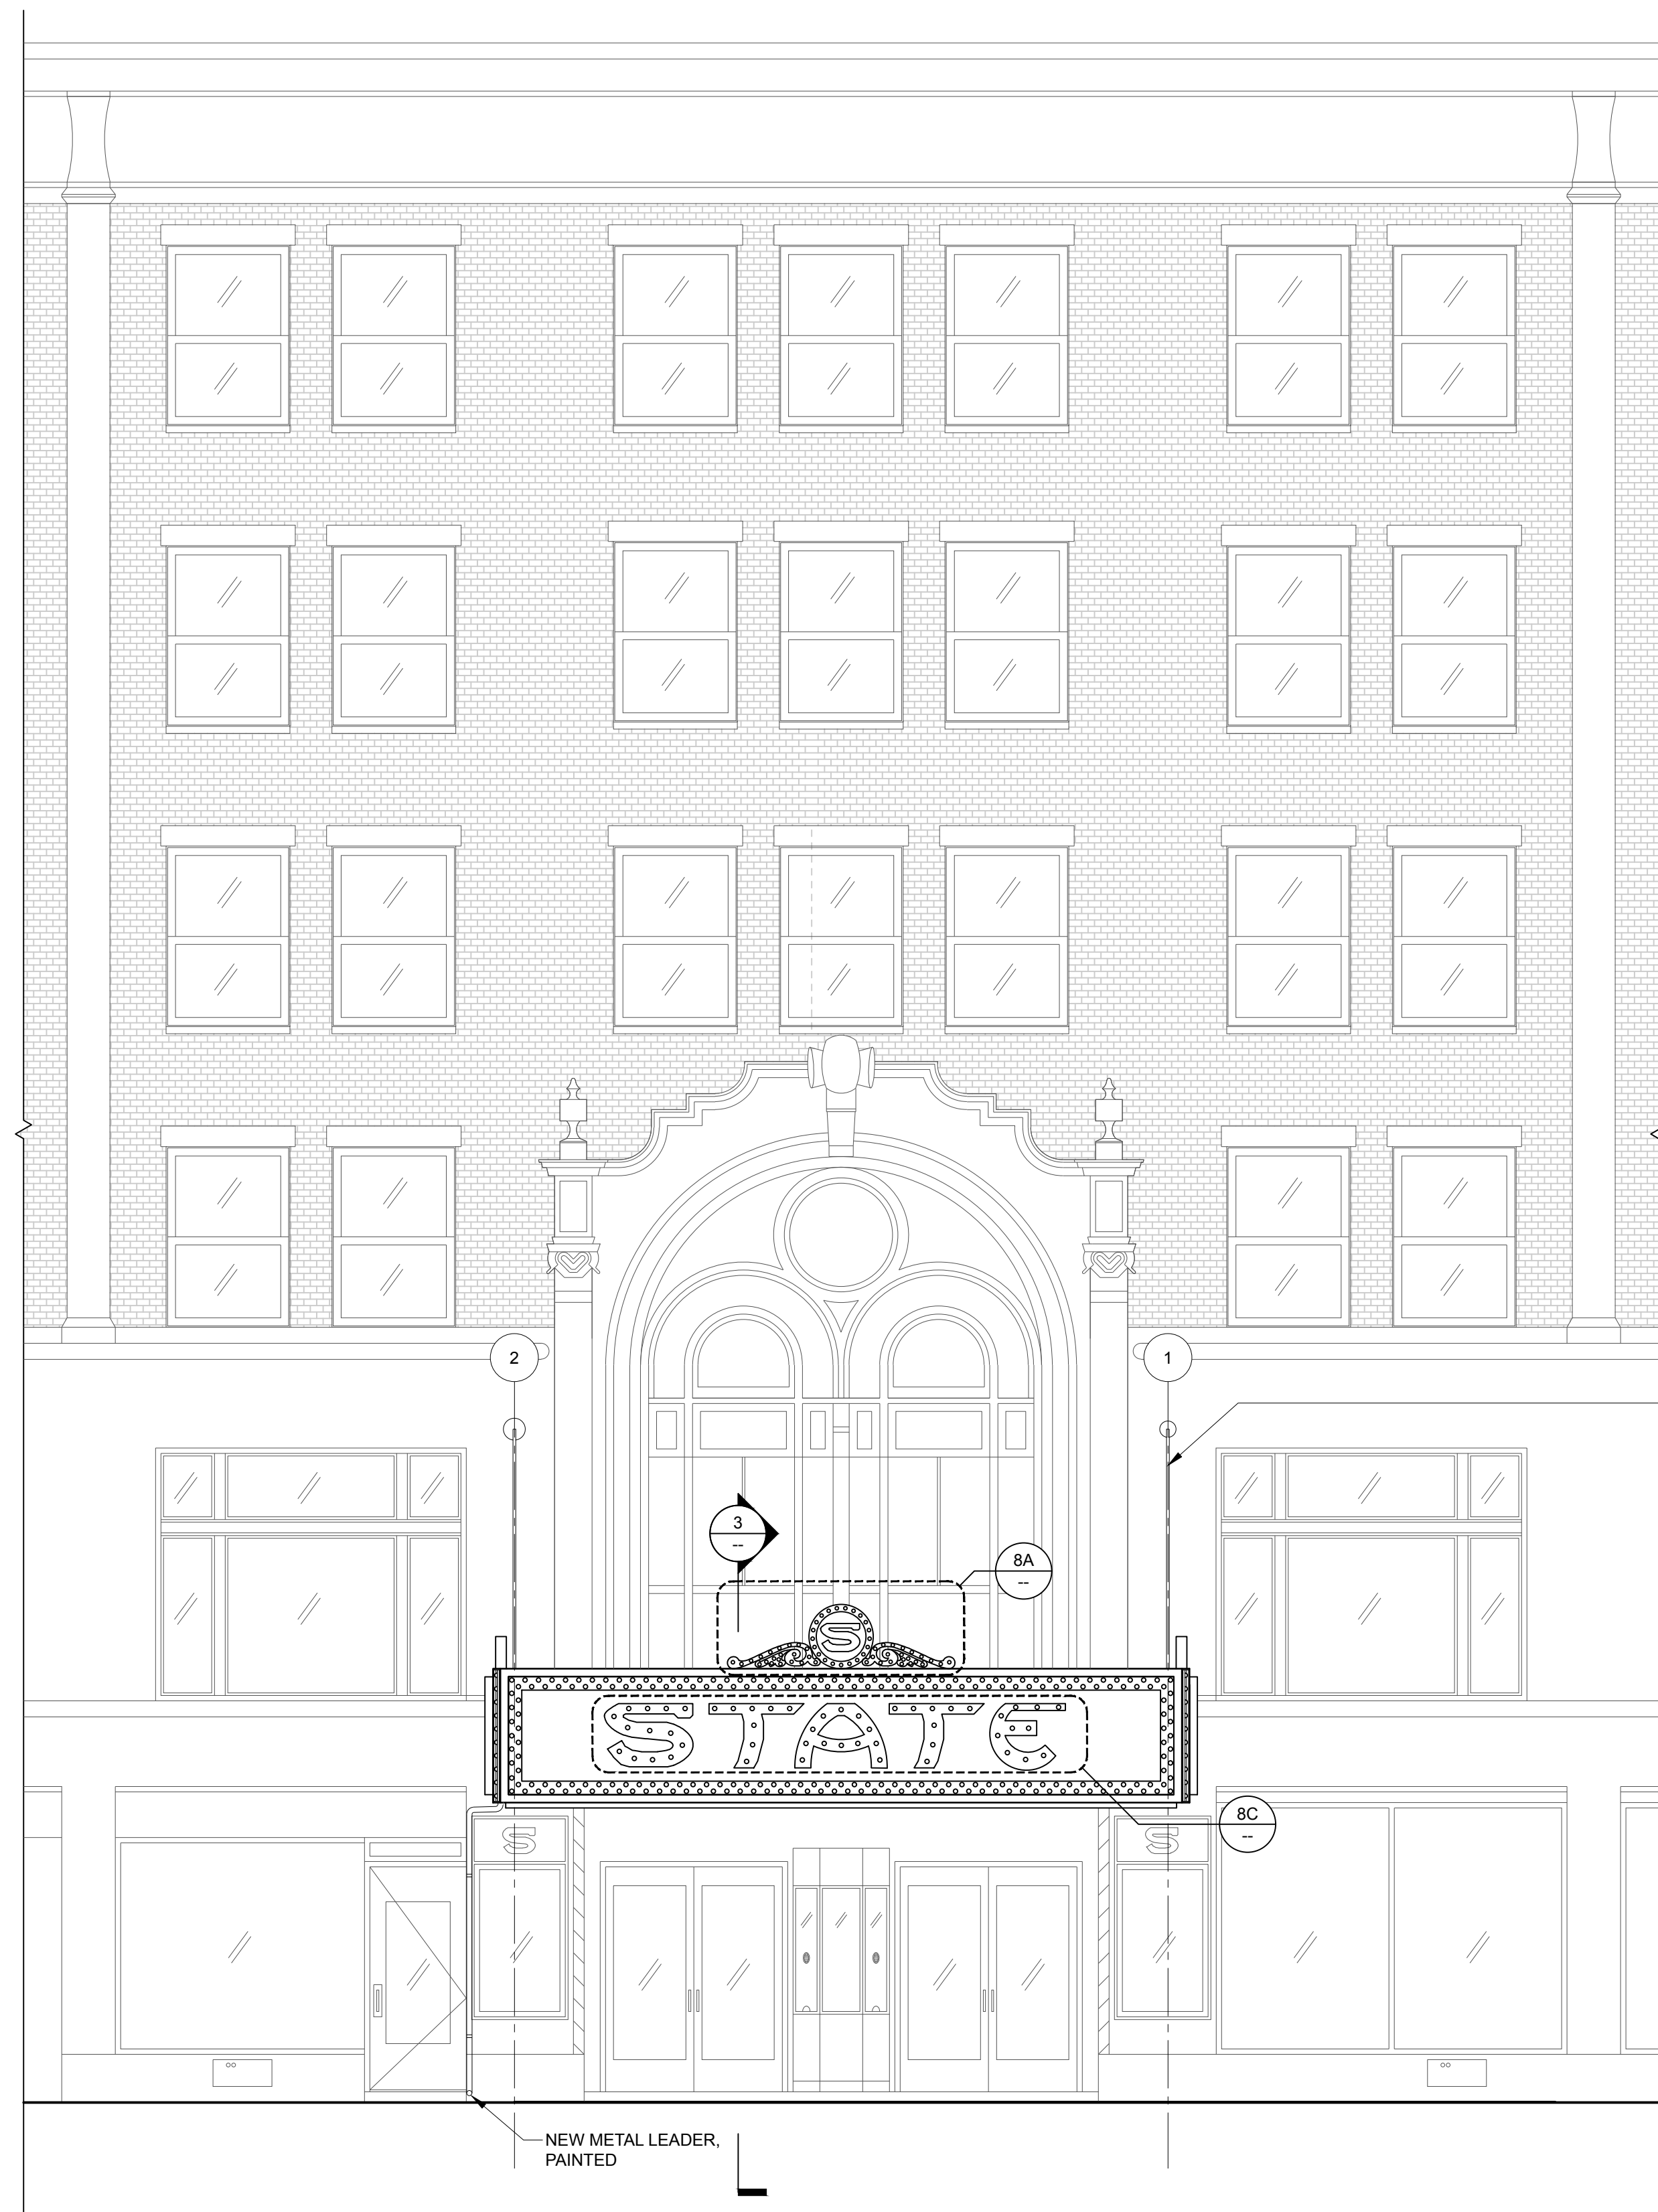 2
1
3
--
8A
--
S
STATE
8C
--
S
S
NEW METAL LEADER,
PAINTED